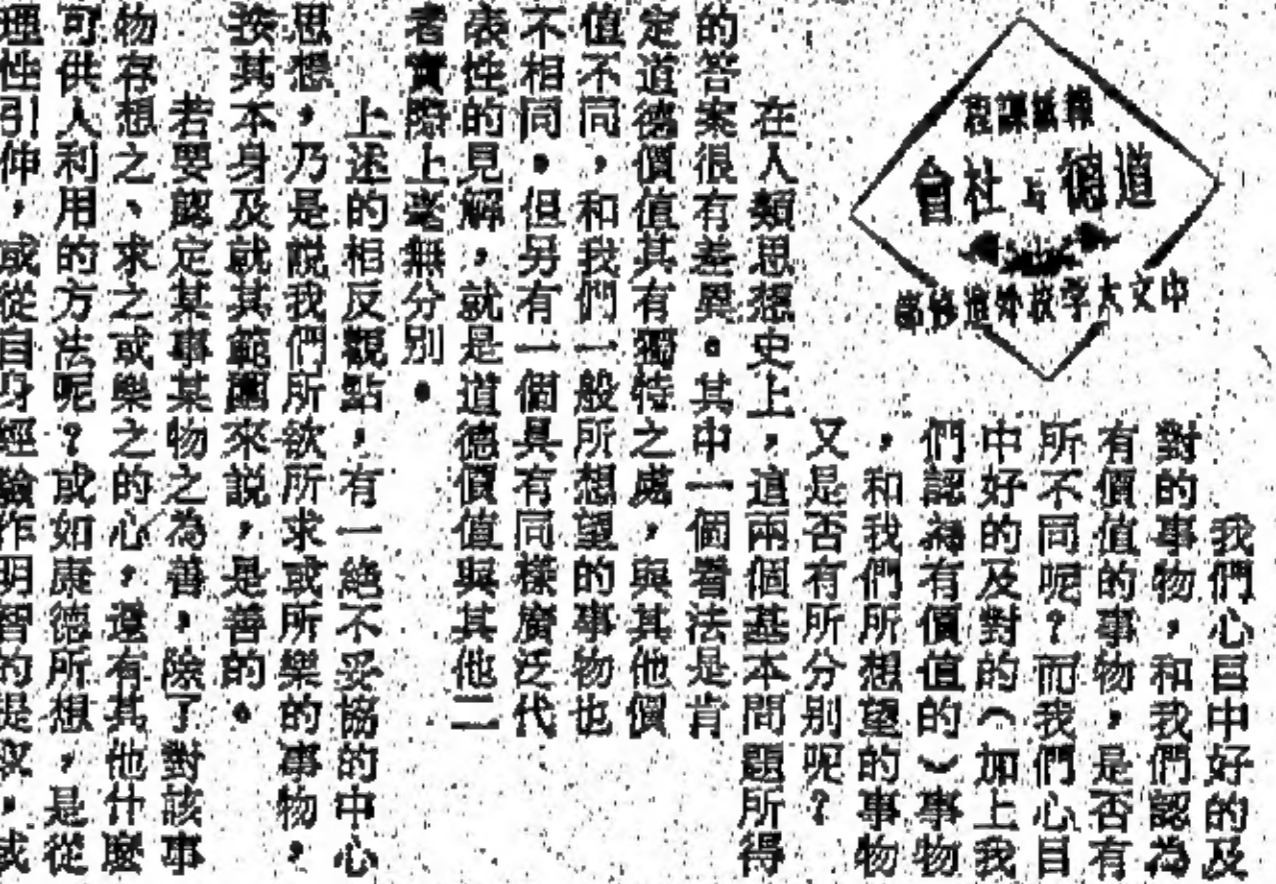 報紙課程
道德与社會
中文大學校外進修部
我們心目中好的及
對的事物，和我們認為
有價值的事物，是否有
所不同呢？而我們心目
中好的及對的（加上我
們認為有價值的）事物
，和我們所想望的事物
又是否有所分別呢？
在人類思想史上，這兩個基本問題所得
的答案很有差異。其中一個看法是肯
定道德價值其有獨特之處，與其他價
值不同，和我們一般所想望的事物也
不相同。但另有一個具有同樣廣泛代
表性的見解，就是道德價值與其他二
者實際上毫無分別。
上述的相反觀點，有一絕不妥協的中心
思想，乃是說我們所欲所求或所樂的事物，
按其本身及就其範圍來說，是善的。
若要認定某事某物之為善，除了對該事
物存想之、求之或樂之的心，還有其他什麼
可供人利用的方法呢？或如康德所想，是從
理性引伸，或從自身經驗作明智的提取，或